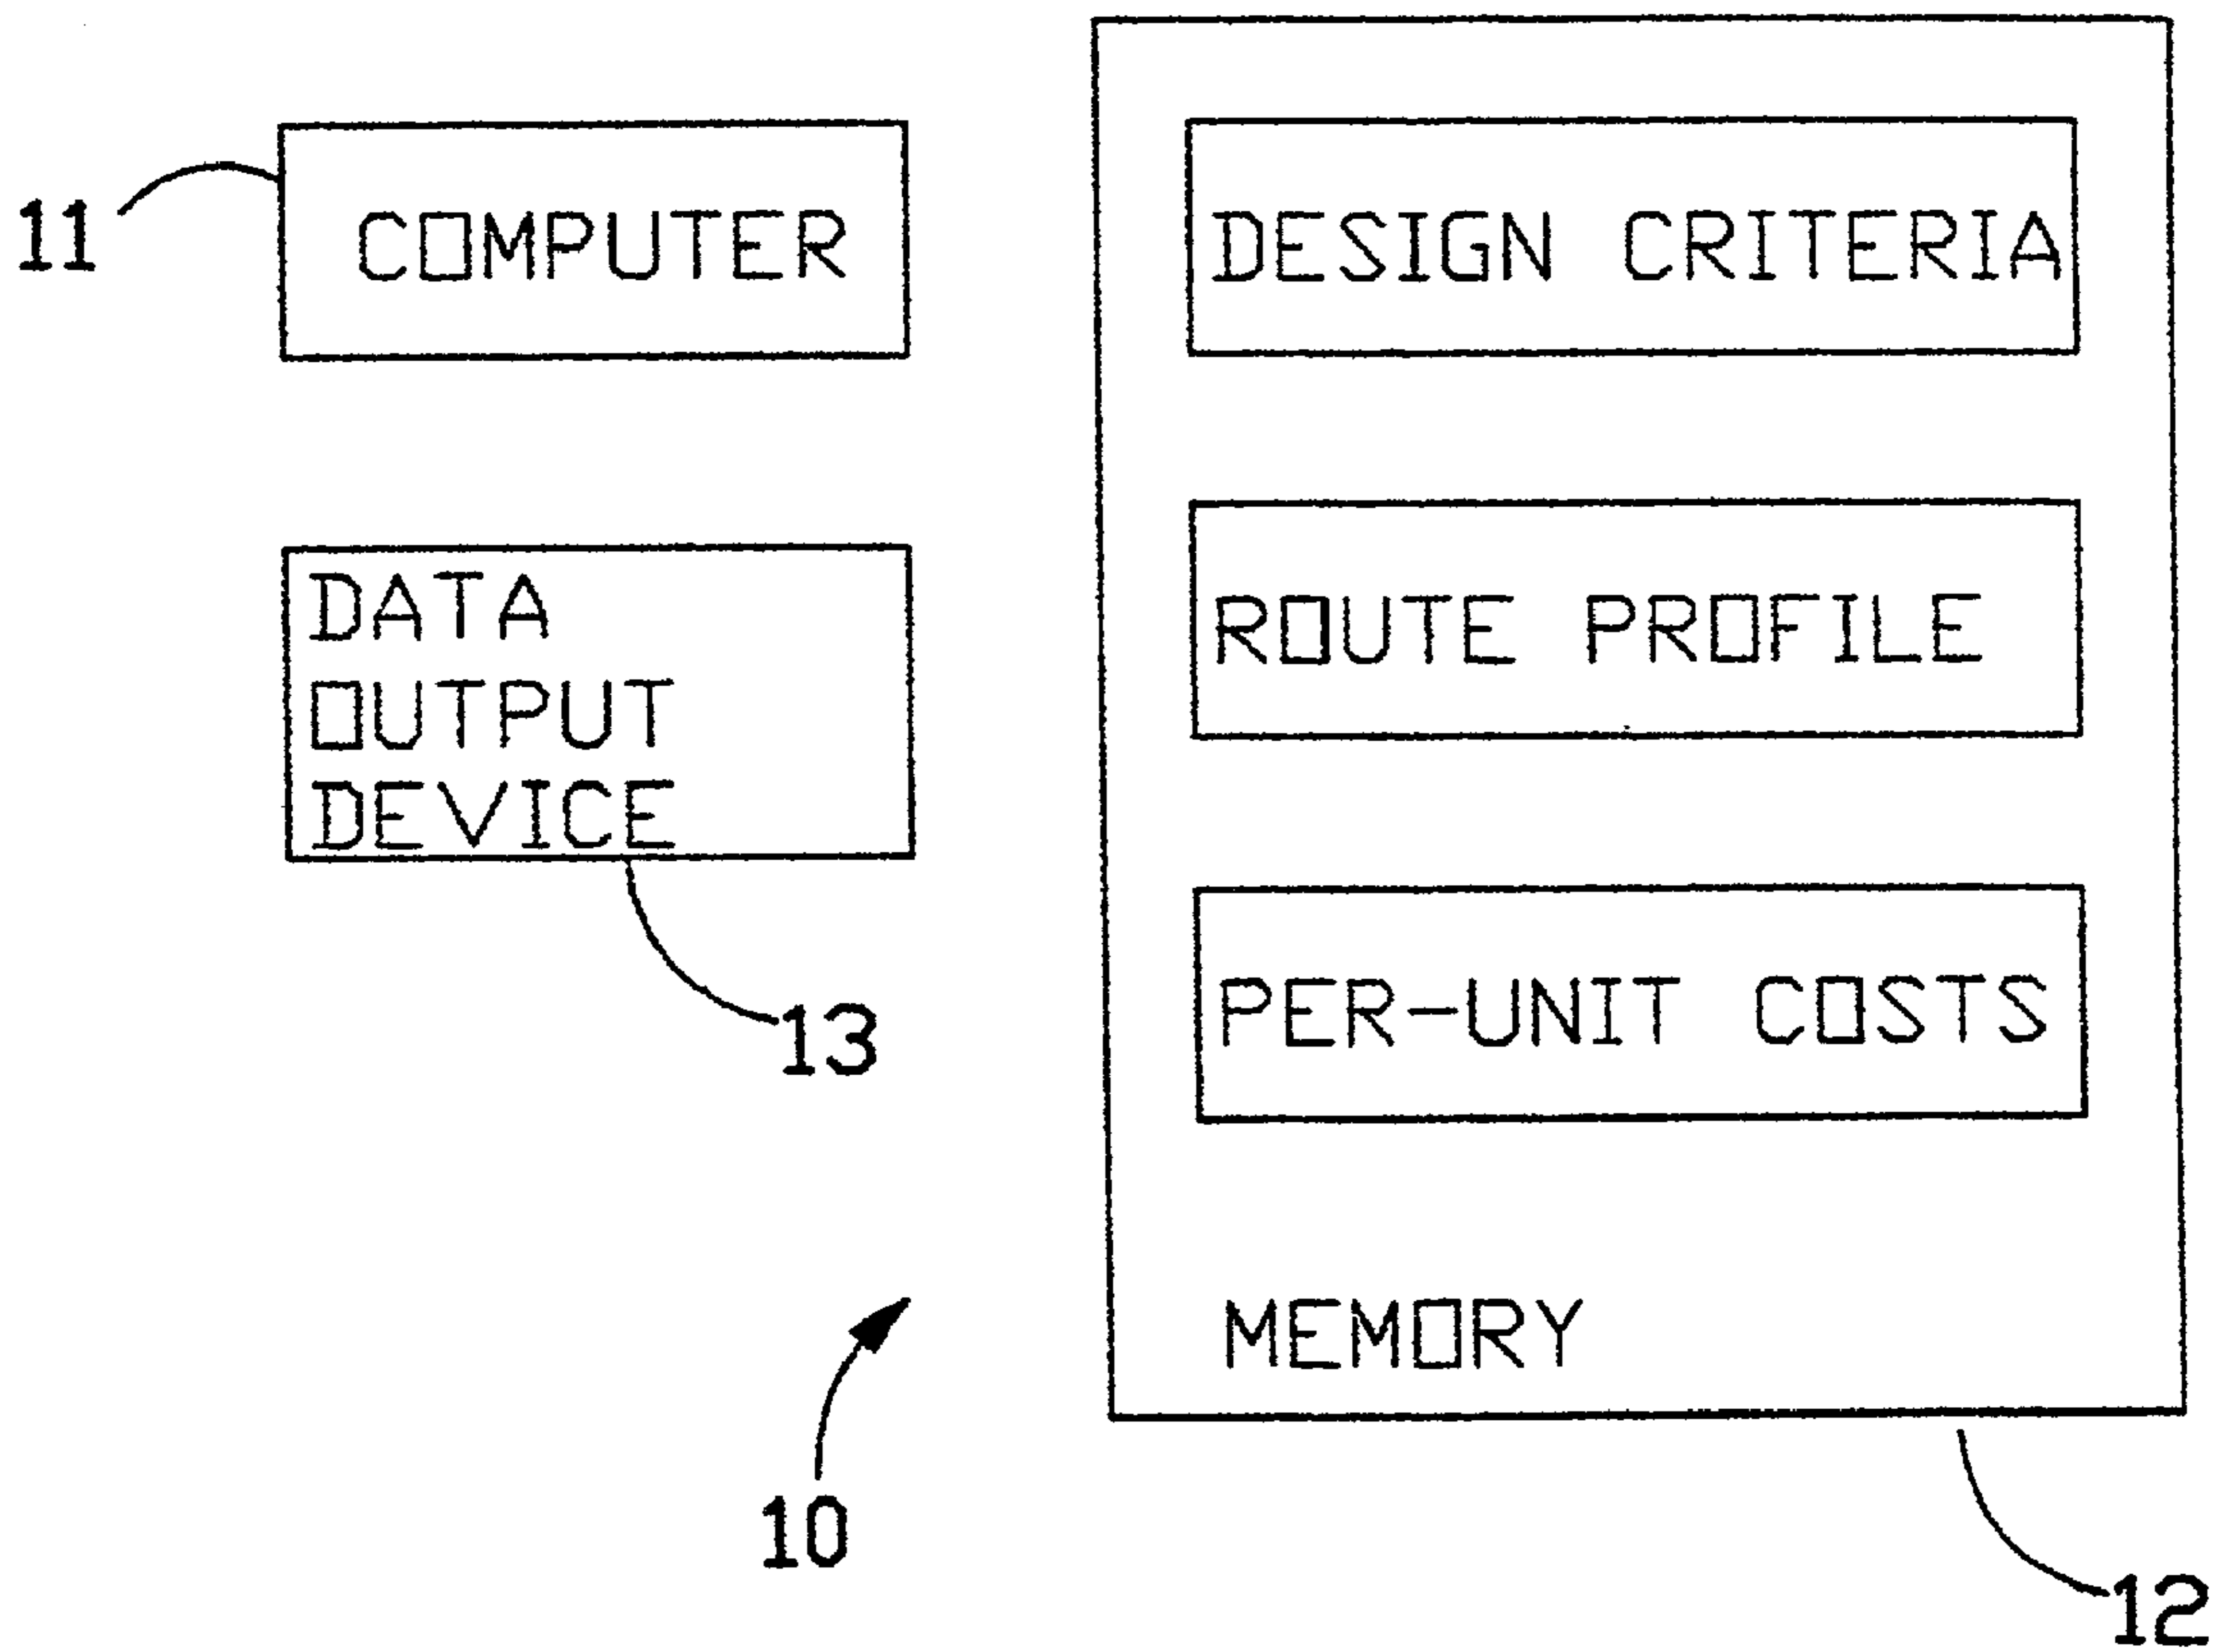 11
COMPUTER
DATA
OUTPUT
DEVICE
13
DESIGN CRITERIA
ROUTE PROFILE
PER-UNIT COSTS
MEMORY
10
12